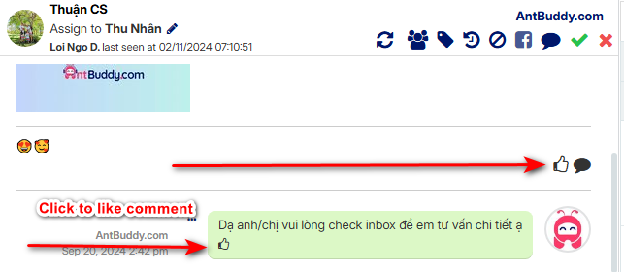 Thuận CS
AntBuddy.com
Assign to Thu Nhân
Loi Ngo D. last seen at 02/11/2024 07:10:51
AntBuddy.com
Click to like comment
Dạ anh/chị vui lòng check inbox để em tư vấn chi tiết ạ
AntBuddy.com
Sep 20, 2024 2:42 pm